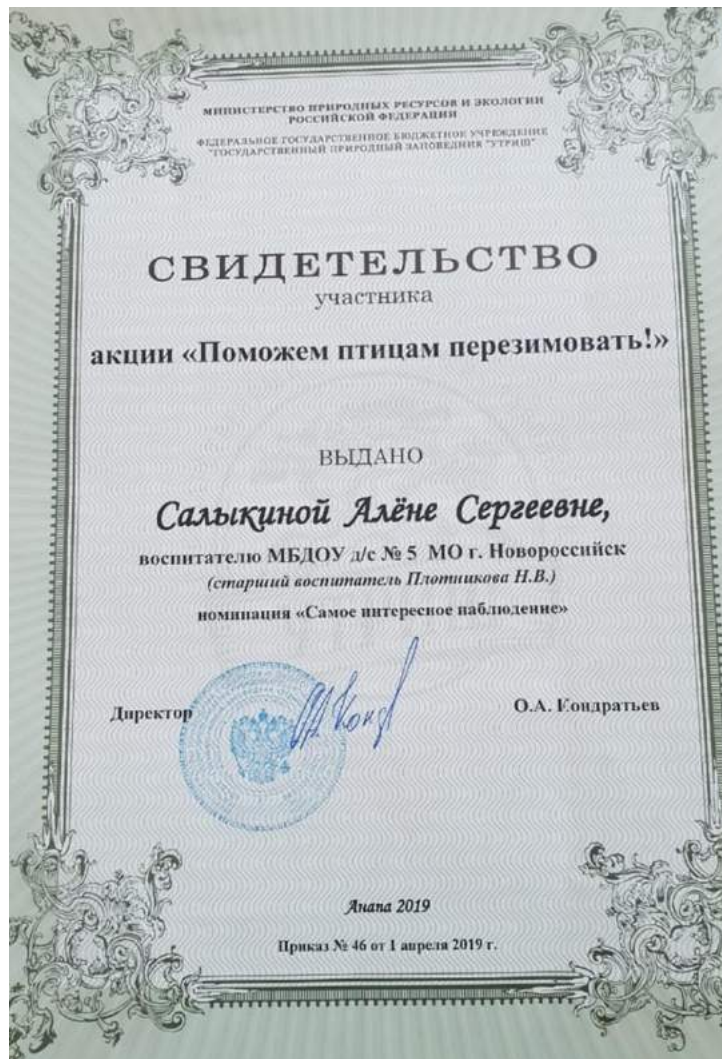 МИНИСТЕРСТВО ПРИРОДНЫХ РЕСУРСОВ И ЭКОЛОГИИ
РОССИЙСКОЙ ФЕДЕРАЦИИ
ФЕДЕРАЛЬНОЕ ГОСУДАРСТВЕННОЕ БЮДЖЕТНОЕ УЧРЕЖДЕНИЕ
"ГОСУДАРСТВЕННЫЙ ПРИРОДНЫЙ ЗАПОВЕДНИК "УТРИШ"
СВИДЕТЕЛЬСТВО
участника
акции «Поможем птицам перезимовать!»
ВЫДАНО
Салыкиной Алёне Сергеевне,
воспитателю МБДОУ д/с № 5 МО г. Новороссийск
(старший воспитатель Плотникова Н.В.)
номинация «Самое интересное наблюдение»
Директор
О.А. Кондратьев
Анапа 2019
Приказ № 46 от 1 апреля 2019 г.